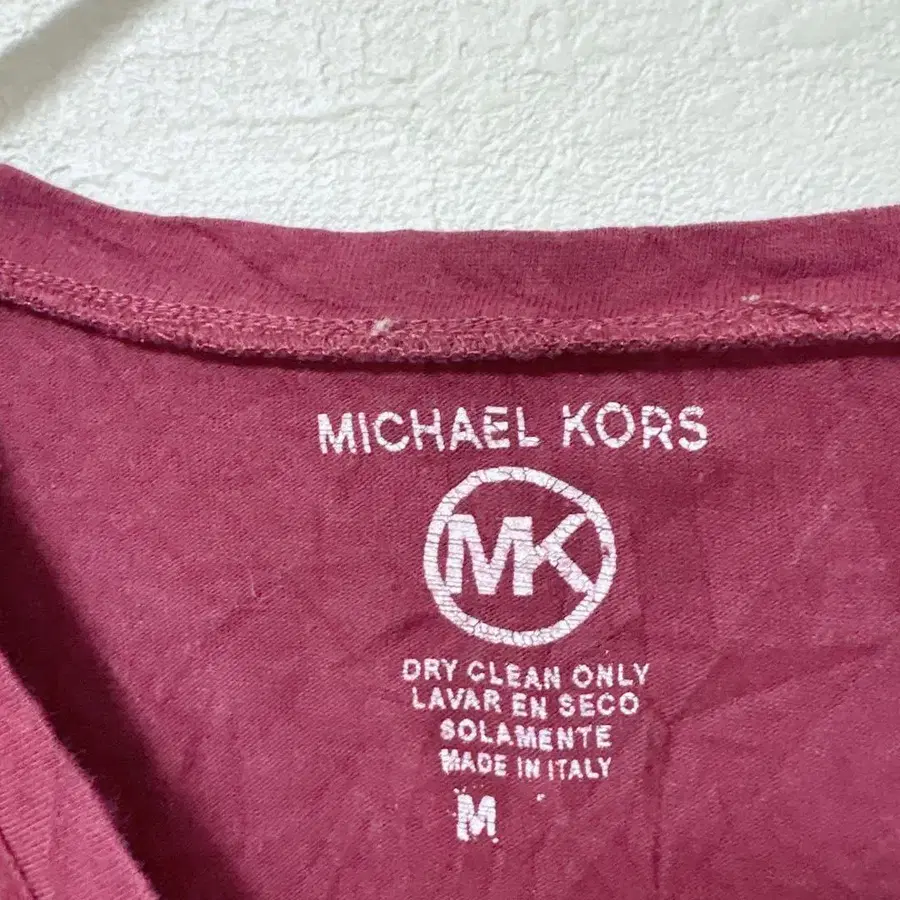 MICHAEL KORS
MK
DRY CLEAN ONLY
LAVAR EN SECO
SOLAMENTE
MADE IN ITALY
M